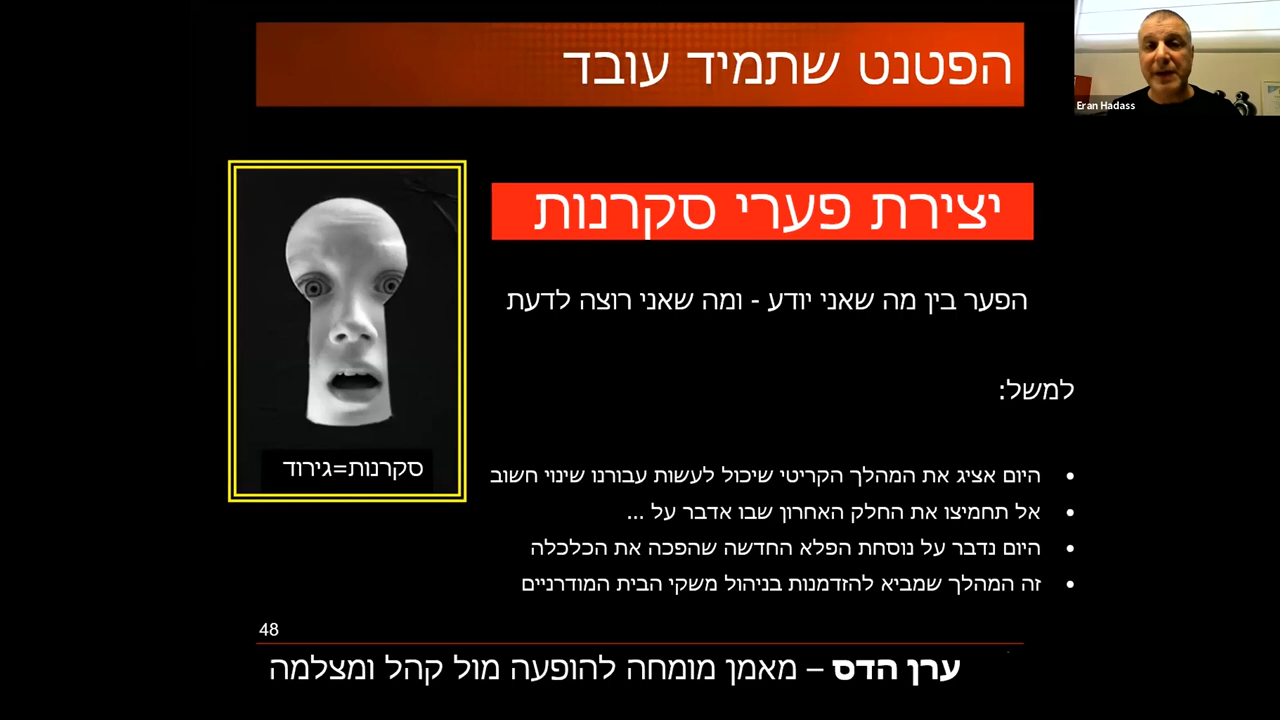 הפטנט שתמיד עובד
Eran Hadass
יצירת פערי סקרנות
הפער בין מה שאני יודע - ומה שאני רוצה לדעת
למשל:
סקרנות=גירוד
• היום אציג את המהלך הקריטי שיכול לעשות עבורנו שינוי חשוב
• אל תחמיצו את החלק האחרון שבו אדבר על ...
• היום נדבר על נוסחת הפלא החדשה שהפכה את הכלכלה
• זה המהלך שמביא להזדמנות בניהול משקי הבית המודרניים
48
ערן הדס – מאמן מומחה להופעה מול קהל ומצלמה